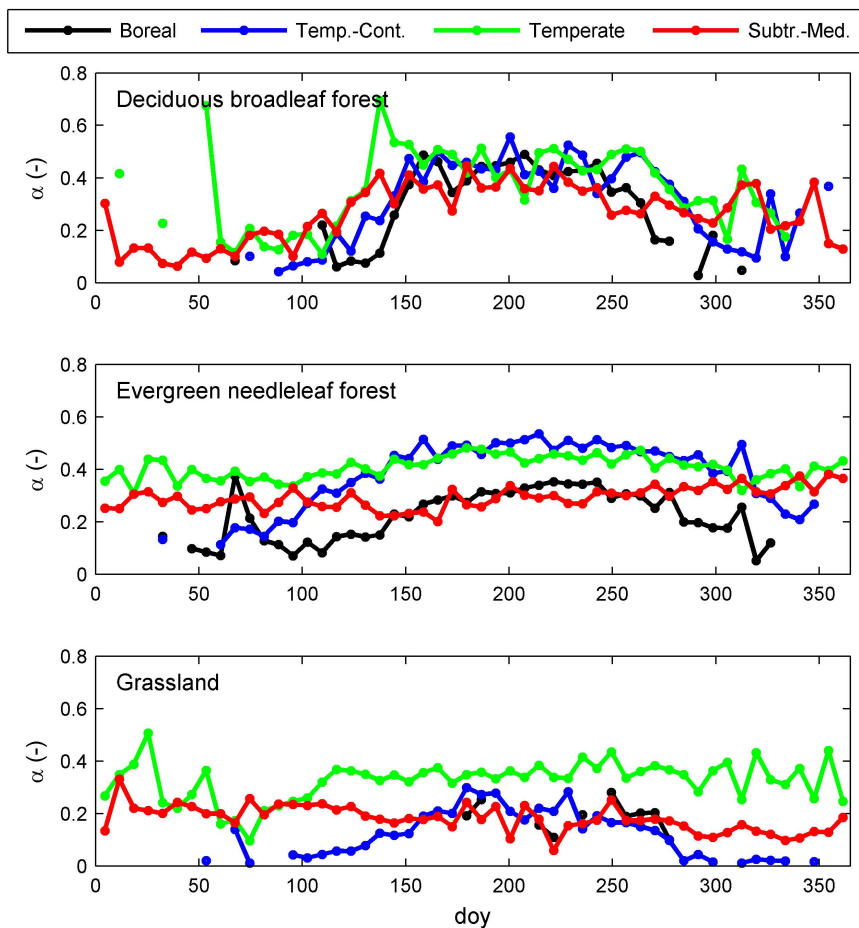 Boreal Temp.-Cont. Temperate Subtr.-Med.
0.8
Deciduous broadleaf forest
0.6
α (-)
0.4
0.2
0
0 50 100 150 200 250 300 350
0.8
Evergreen needleleaf forest
0.6
α (-)
0.4
0.2
0
0 50 100 150 200 250 300 350
0.8
Grassland
0.6
α (-)
0.4
0.2
0
0 50 100 150 200 250 300 350
doy